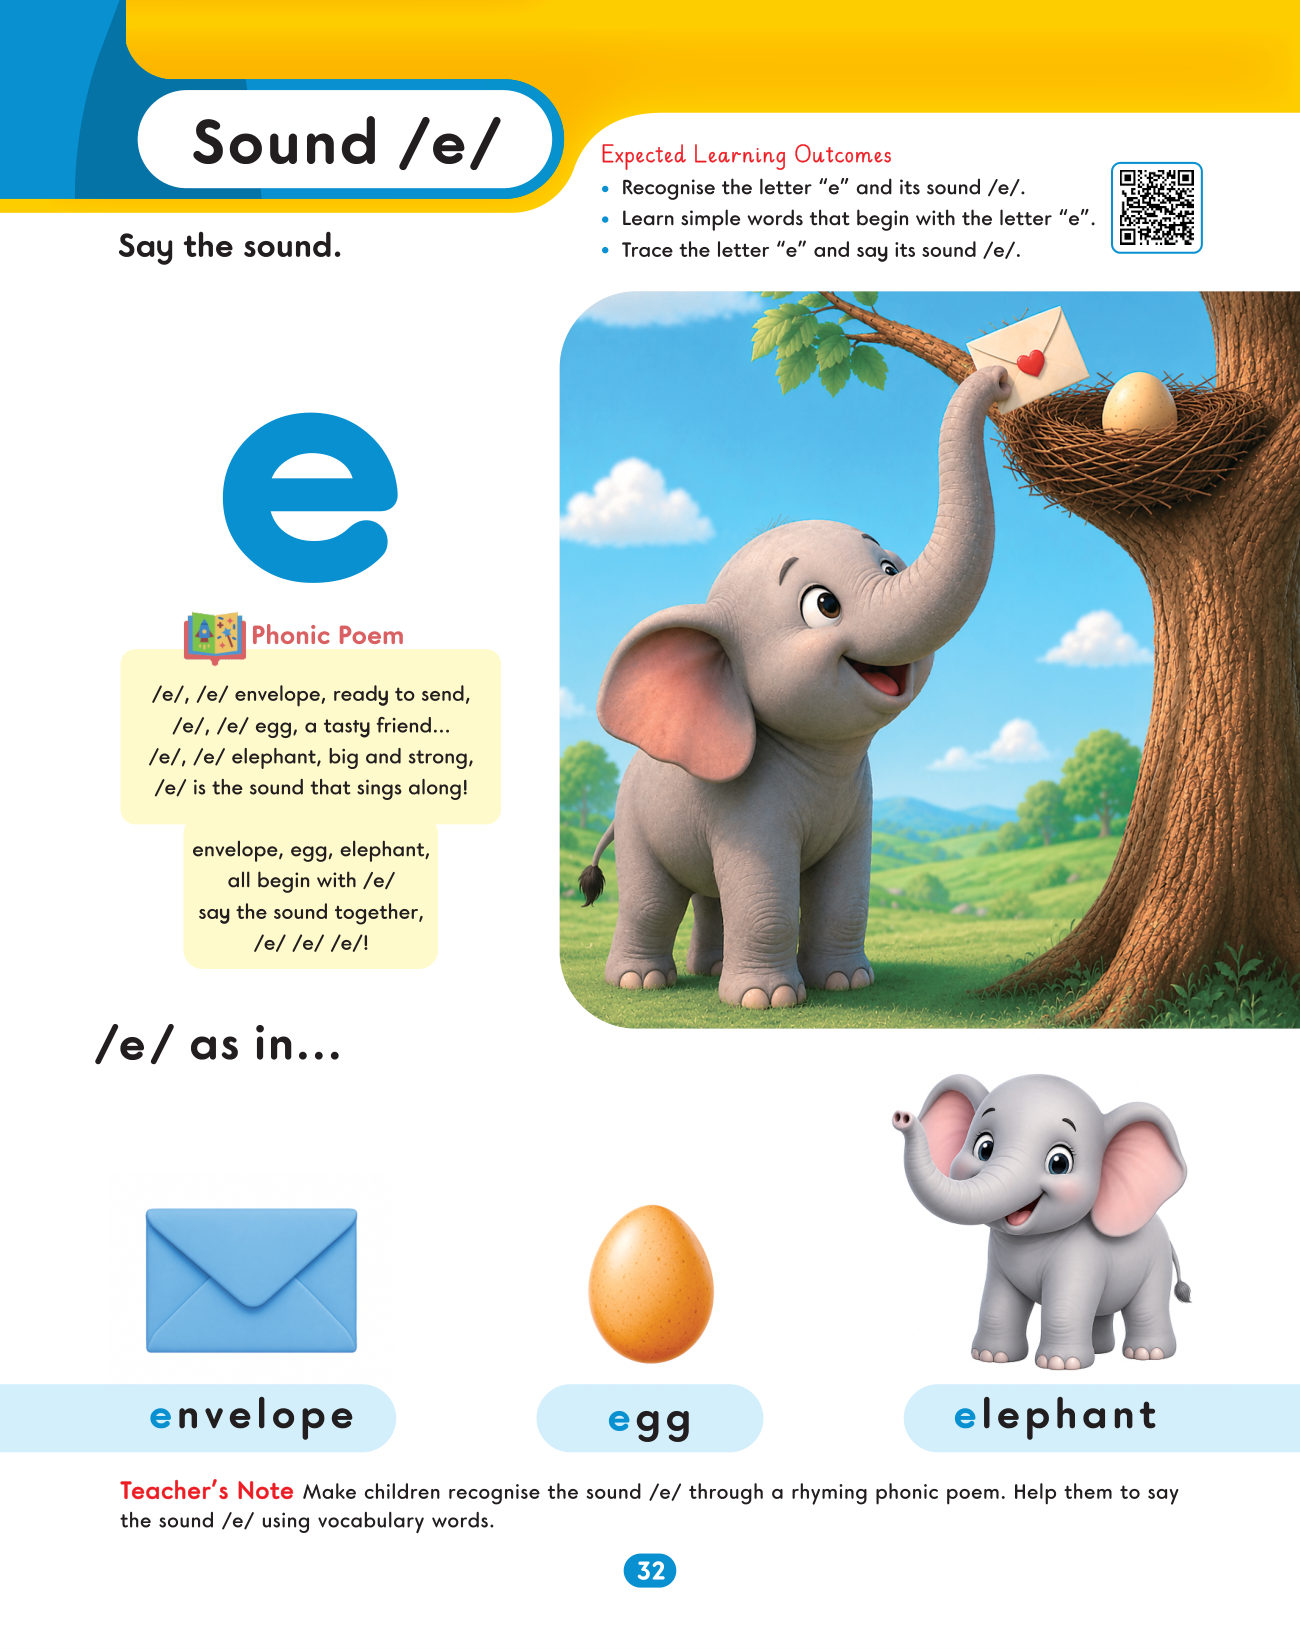 Sound /e/
Expected Learning Outcomes
• Recognise the letter “e” and its sound /e/.
• Learn simple words that begin with the letter “e”.
• Trace the letter “e” and say its sound /e/.
Say the sound.
e
Phonic Poem
/e/, /e/ envelope, ready to send,
/e/, /e/ egg, a tasty friend...
/e/, /e/ elephant, big and strong,
/e/ is the sound that sings along!
envelope, egg, elephant,
all begin with /e/
say the sound together,
/e/ /e/ /e/!
/e/ as in...
envelope
egg
elephant
Teacher’s Note Make children recognise the sound /e/ through a rhyming phonic poem. Help them to say
the sound /e/ using vocabulary words.
32